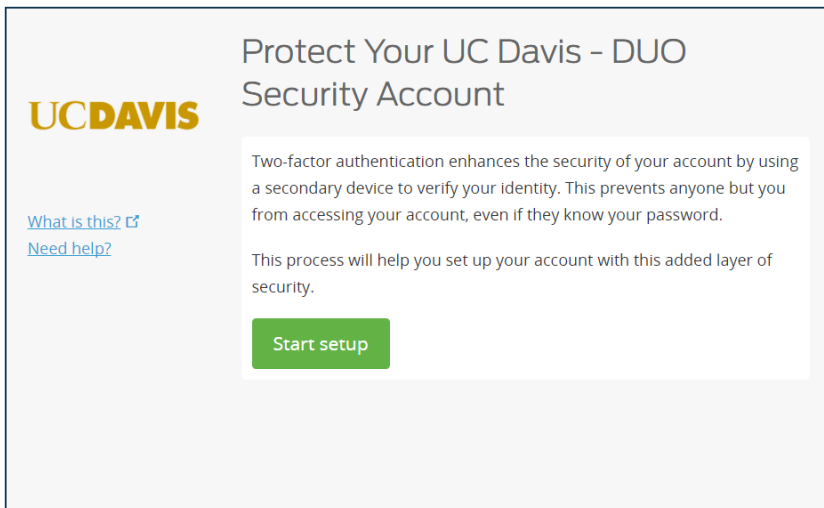 Protect Your UC Davis - DUO
Security Account
UCDAVIS
What is this?
Need help?
Two-factor authentication enhances the security of your account by using
a secondary device to verify your identity. This prevents anyone but you
from accessing your account, even if they know your password.
This process will help you set up your account with this added layer of
security.
Start setup